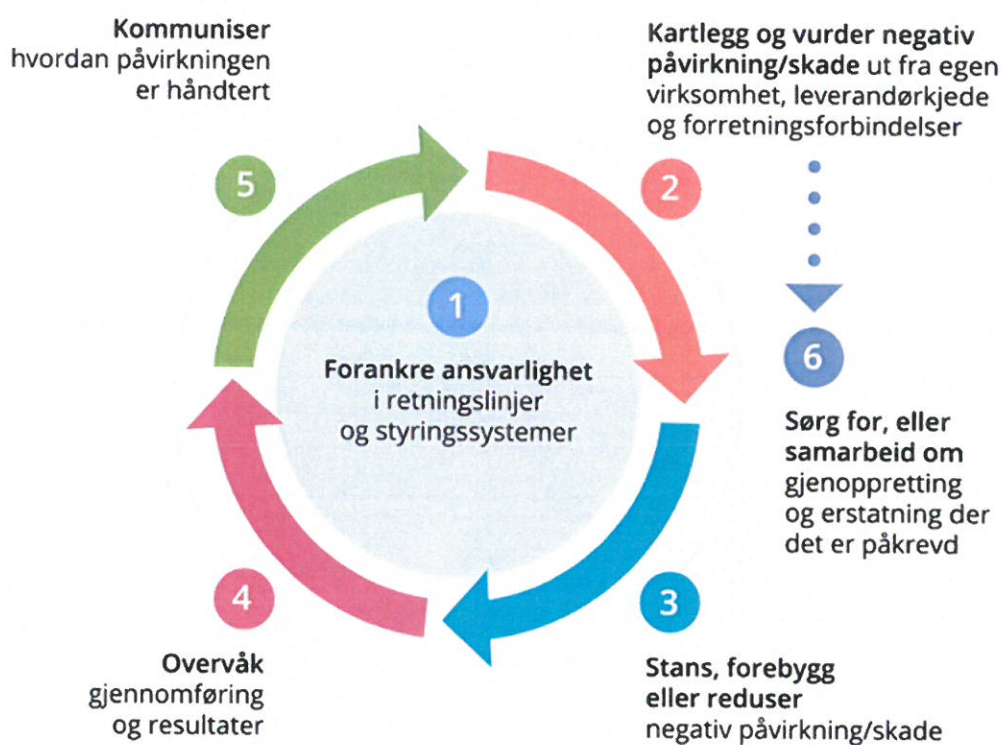 Kommuniser
hvordan påvirkningen
er håndtert
5
Kartlegg og vurder negativ
påvirkning/skade ut fra egen
virksomhet, leverandørkjede
og forretningsforbindelser
2
1
Forankre ansvarlighet
i retningslinjer
og styringssystemer
6
Sørg for, eller
samarbeid om
gjenoppretting
og erstatning der
det er påkrevd
4
Overvåk
gjennomføring
og resultater
3
Stans, forebygg
eller reduser
negativ påvirkning/skade